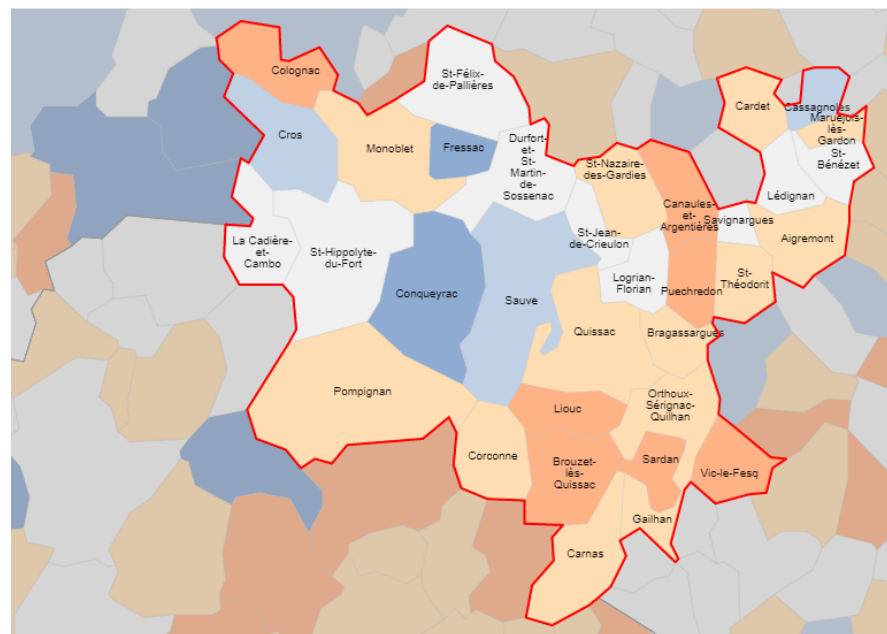 Colognac
St-Félix-
de-Pallières
Cardet
Cassagnoles
Maruéjols-
lès-
Gardon
St-
Bénézet
Cros
Monoblet
Fressac
Durfort-
et-
St-
Martin-
de-
Sossenac
St-Nazaire-
des-Gardies
Canaules-
et-
Argentières
Lédignan
Savignargues
Aigremont
La Cadière-
et-
Cambo
St-Hippolyte-
du-Fort
St-Jean-
de-Crieulon
Logrian-
Florian
Puechredon
St-
Théodorit
Conqueyrac
Sauve
Quissac
Bragassargues
Pompignan
Liouc
Orthoux-
Sérignac-
Quilhan
Corconne
Brouzet-
lès-
Quissac
Sardan
Vic-le-Fesq
Gailhan
Carnas